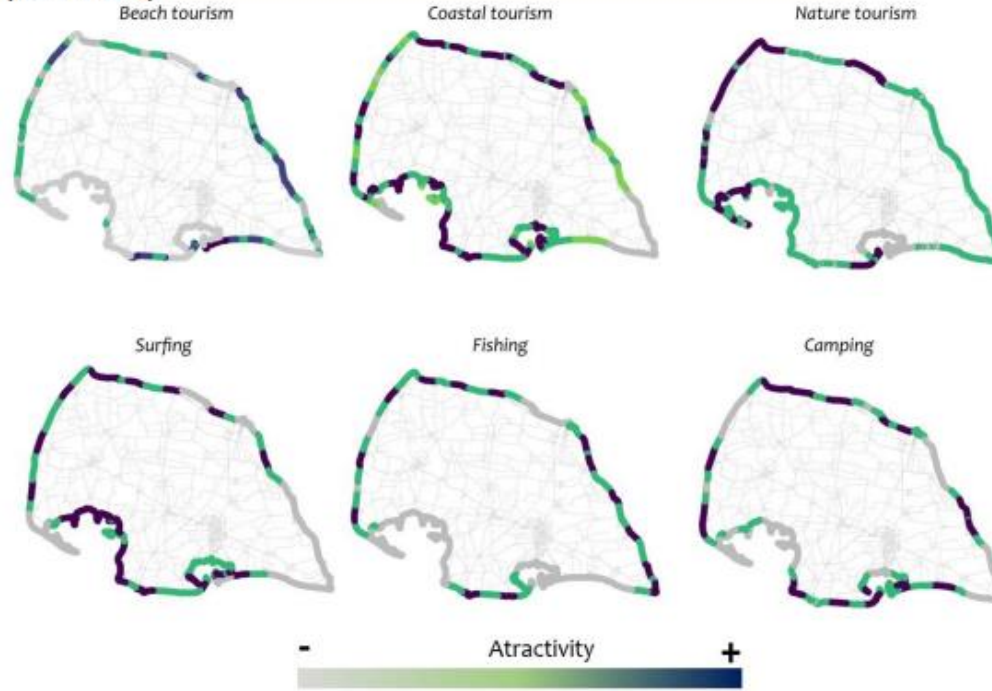 Beach tourism
Coastal tourism
Nature tourism
Surfing
Fishing
Camping
- Atractivity +